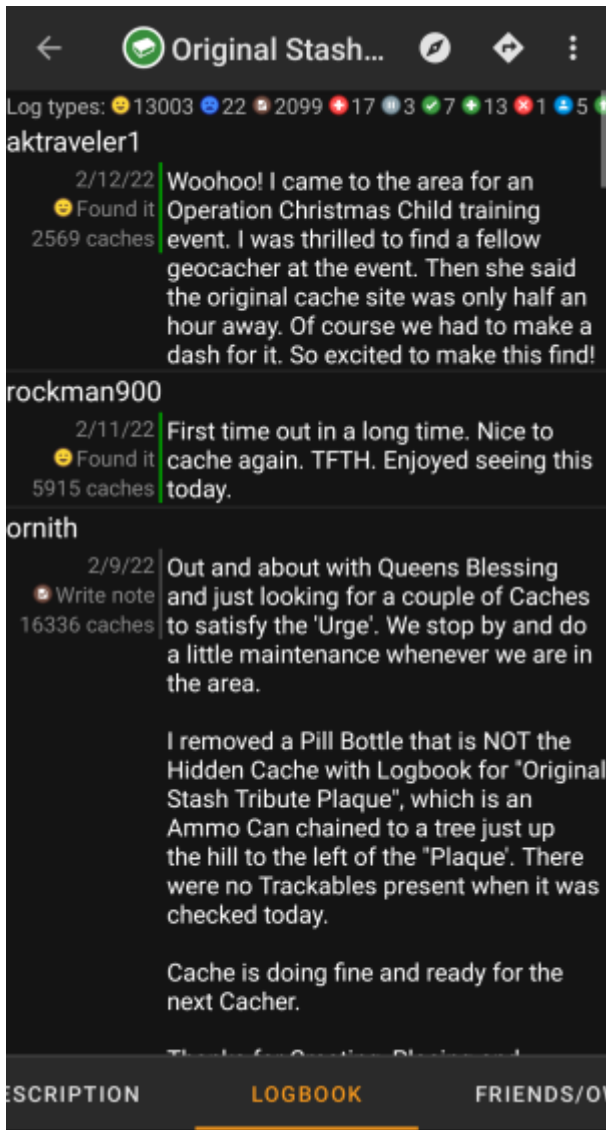 Original Stash...
Log types: 13003 22 2099 17 3 7 13 1 5
aktraveler1
2/12/22
Found it
2569 caches
Woohoo! I came to the area for an
Operation Christmas Child training
event. I was thrilled to find a fellow
geocacher at the event. Then she said
the original cache site was only half an
hour away. Of course we had to make a
dash for it. So excited to make this find!
rockman900
2/11/22
Found it
5915 caches
First time out in a long time. Nice to
cache again. TFTH. Enjoyed seeing this
today.
ornith
2/9/22
Write note
16336 caches
Out and about with Queens Blessing
and just looking for a couple of Caches
to satisfy the 'Urge'. We stop by and do
a little maintenance whenever we are in
the area.
I removed a Pill Bottle that is NOT the
Hidden Cache with Logbook for "Original
Stash Tribute Plaque", which is an
Ammo Can chained to a tree just up
the hill to the left of the "Plaque'. There
were no Trackables present when it was
checked today.
Cache is doing fine and ready for the
next Cacher.
ESCRIPTION
LOGBOOK
FRIENDS/O